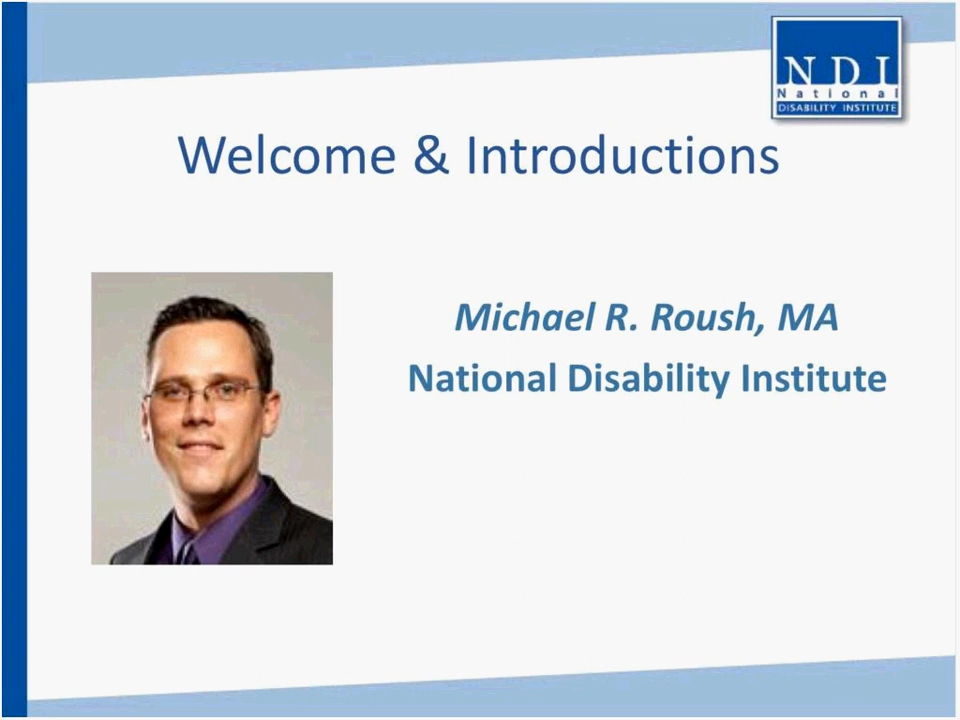 NDI
National
DISABILITY INSTITUTE
Welcome & Introductions
Michael R. Roush, MA
National Disability Institute